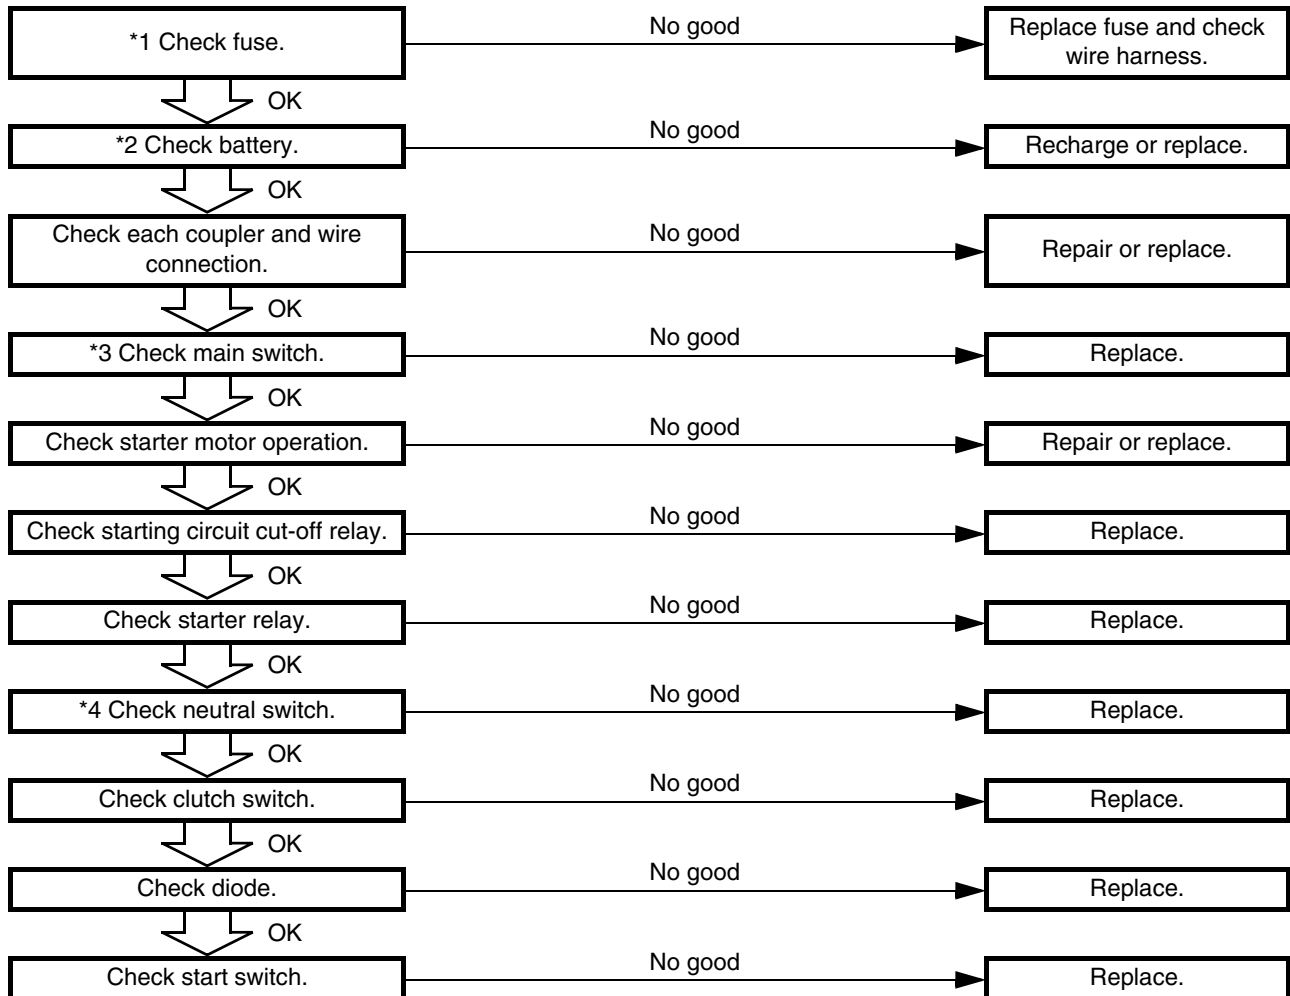 *1 Check fuse.
No good
Replace fuse and check
wire harness.
OK
*2 Check battery.
No good
Recharge or replace.
OK
Check each coupler and wire
connection.
No good
Repair or replace.
OK
*3 Check main switch.
No good
Replace.
OK
Check starter motor operation.
No good
Repair or replace.
OK
Check starting circuit cut-off relay.
No good
Replace.
OK
Check starter relay.
No good
Replace.
OK
*4 Check neutral switch.
No good
Replace.
OK
Check clutch switch.
No good
Replace.
OK
Check diode.
No good
Replace.
OK
Check start switch.
No good
Replace.